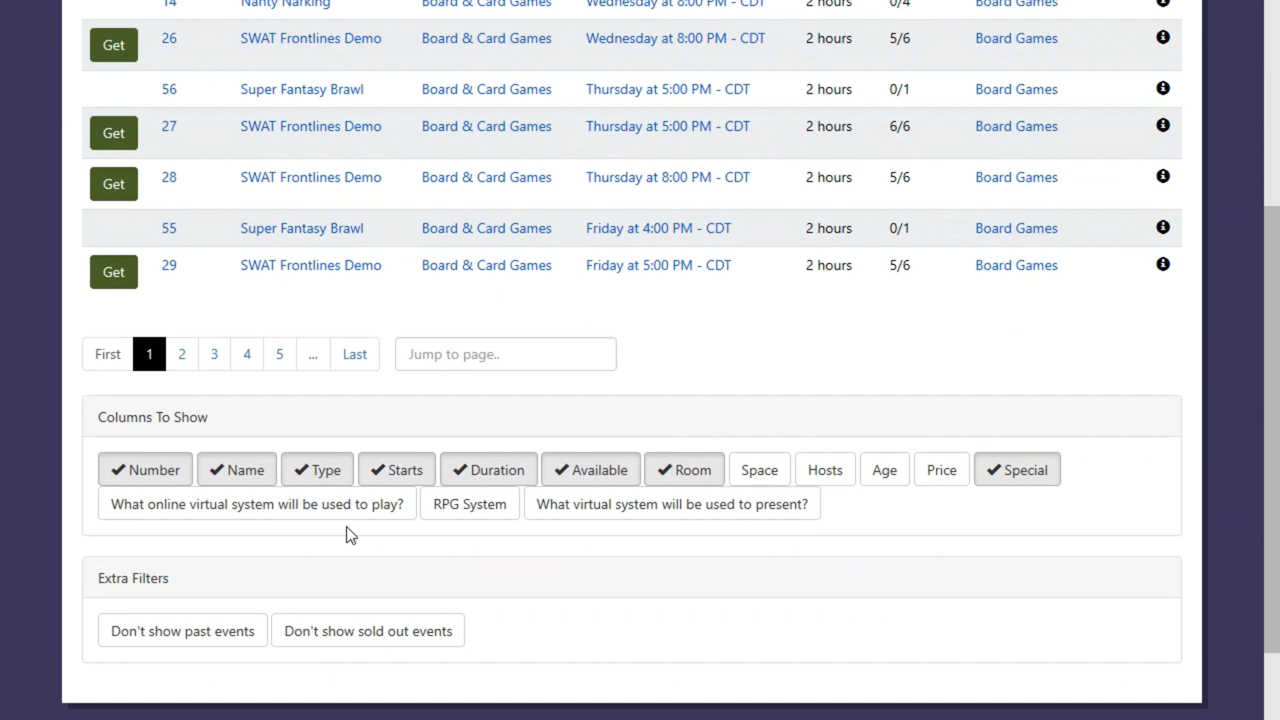 14 Nanty Narking Board & Card Games Wednesday at 8:00 PM - CDT 2 hours 0/4 Board Games
Get 26 SWAT Frontlines Demo Board & Card Games Wednesday at 8:00 PM - CDT 2 hours 5/6 Board Games
56 Super Fantasy Brawl Board & Card Games Thursday at 5:00 PM - CDT 2 hours 0/1 Board Games
Get 27 SWAT Frontlines Demo Board & Card Games Thursday at 5:00 PM - CDT 2 hours 6/6 Board Games
Get 28 SWAT Frontlines Demo Board & Card Games Thursday at 8:00 PM - CDT 2 hours 5/6 Board Games
55 Super Fantasy Brawl Board & Card Games Friday at 4:00 PM - CDT 2 hours 0/1 Board Games
Get 29 SWAT Frontlines Demo Board & Card Games Friday at 5:00 PM - CDT 2 hours 5/6 Board Games
First 1 2 3 4 5 ... Last Jump to page..
Columns To Show
Number Name Type Starts Duration Available Room Space Hosts Age Price Special
What online virtual system will be used to play? RPG System What virtual system will be used to present?
Extra Filters
Don't show past events Don't show sold out events